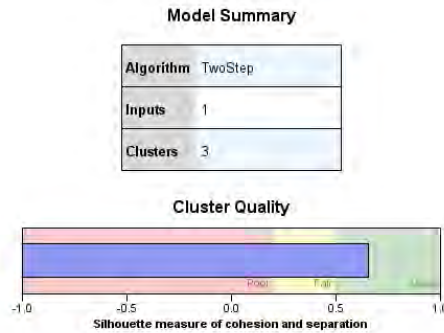 Model Summary
Algorithm TwoStep
Inputs 1
Clusters 3
Cluster Quality
Poor Fair
-1.0 -0.5 0.0 0.5 1.0
Silhouette measure of cohesion and separation